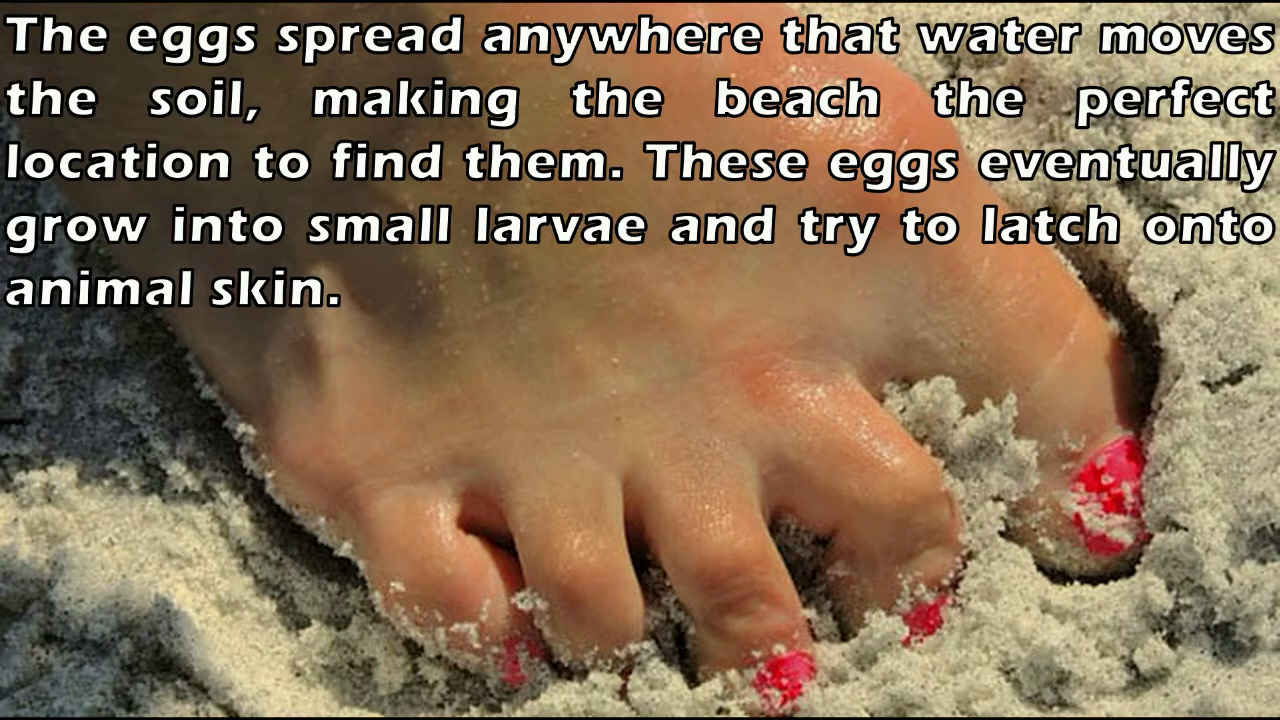 The eggs spread anywhere that water moves
the soil, making the beach the perfect
location to find them. These eggs eventually
grow into small larvae and try to latch onto
animal skin.